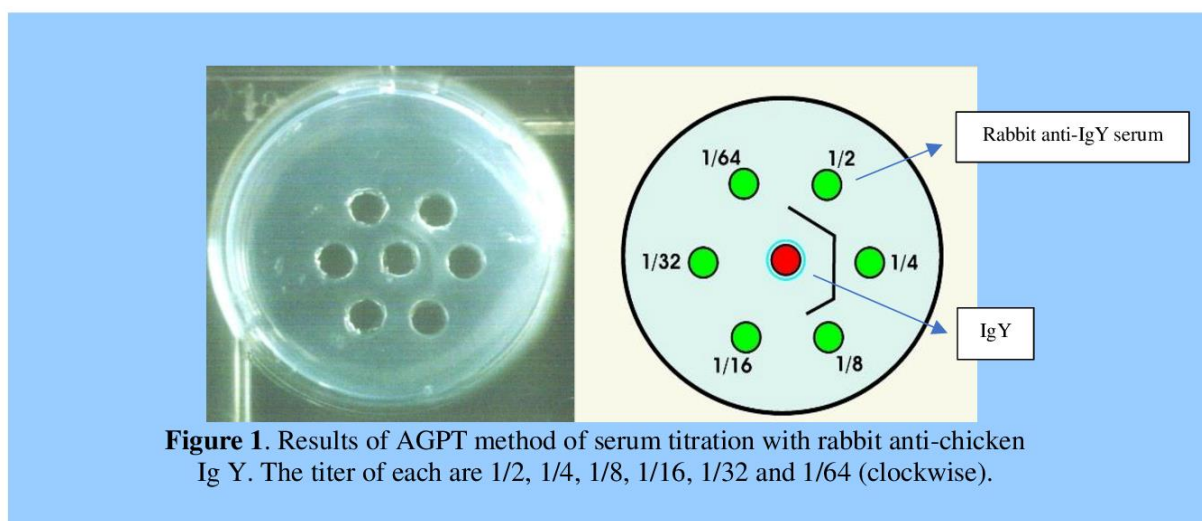 Rabbit anti-IgY serum
1/64
1/2
1/32
1/4
IgY
1/16
1/8
Figure 1. Results of AGPT method of serum titration with rabbit anti-chicken
Ig Y. The titer of each are 1/2, 1/4, 1/8, 1/16, 1/32 and 1/64 (clockwise).